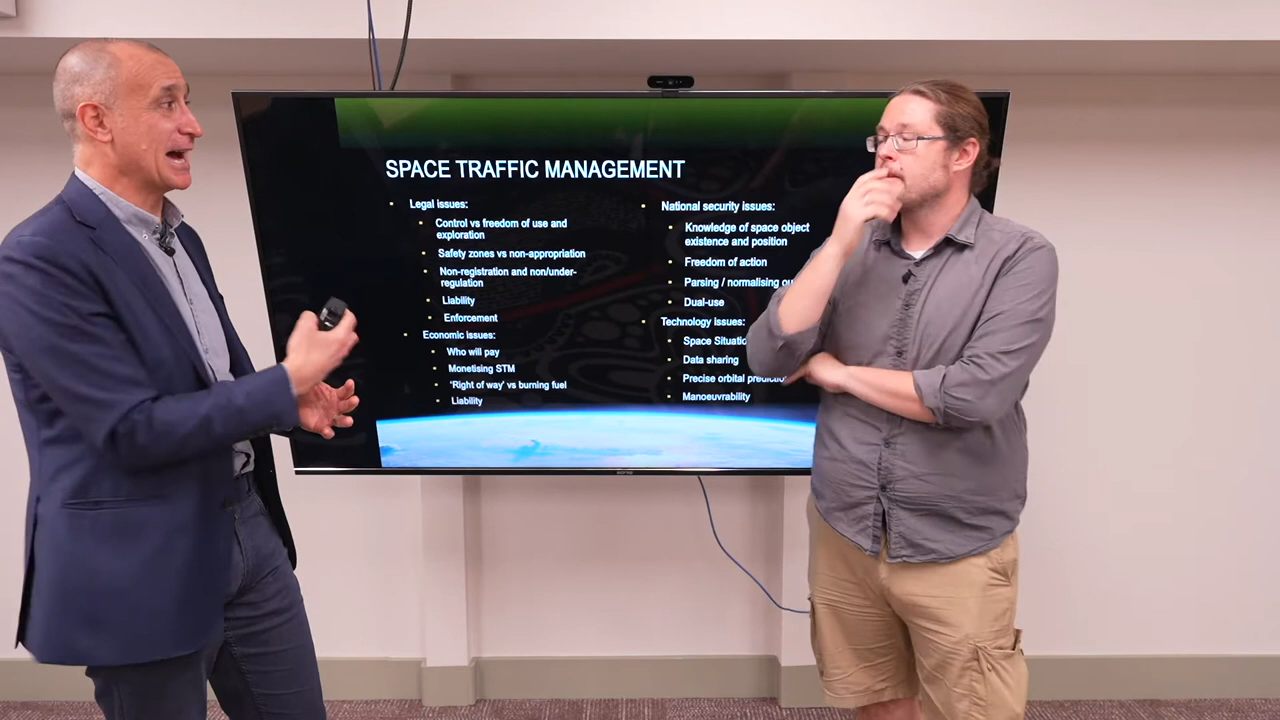 SPACE TRAFFIC MANAGEMENT
Legal issues:
Control vs freedom of use and
exploration
Safety zones vs non-appropriation
Non-registration and non/under-
regulation
Liability
Enforcement
Economic issues:
Who will pay
Monetising STM
'Right of way' vs burning fuel
Liability
National security issues:
Knowledge of space object
existence and position
Freedom of action
Parsing / normalising
Dual-use
Technology issues:
Space
Data sharing
Precise orbital
Manoeuvrability